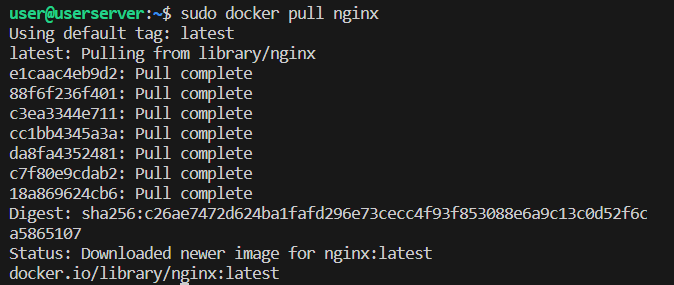 user@userserver:~$ sudo docker pull nginx
Using default tag: latest
latest: Pulling from library/nginx
e1caac4eb9d2: Pull complete
88f6f236f401: Pull complete
c3ea3344e711: Pull complete
cc1bb4345a3a: Pull complete
da8fa4352481: Pull complete
c7f80e9cdab2: Pull complete
18a869624cb6: Pull complete
Digest: sha256:c26ae7472d624ba1fafd296e73cecc4f93f853088e6a9c13c0d52f6c
a5865107
Status: Downloaded newer image for nginx:latest
docker.io/library/nginx:latest